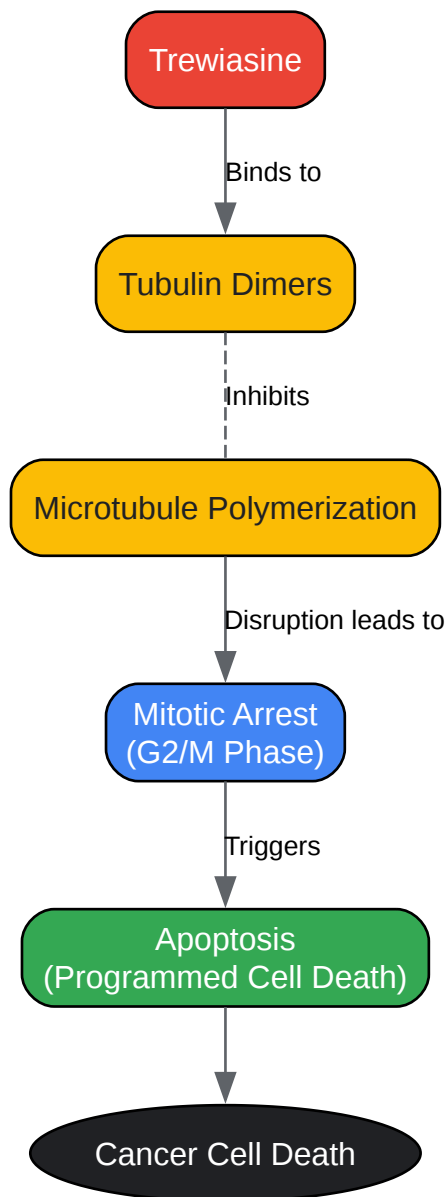 Trewiasine
Binds to
Tubulin Dimers
Inhibits
Microtubule Polymerization
Disruption leads to
Mitotic Arrest
(G2/M Phase)
Triggers
Apoptosis
(Programmed Cell Death)
Cancer Cell Death